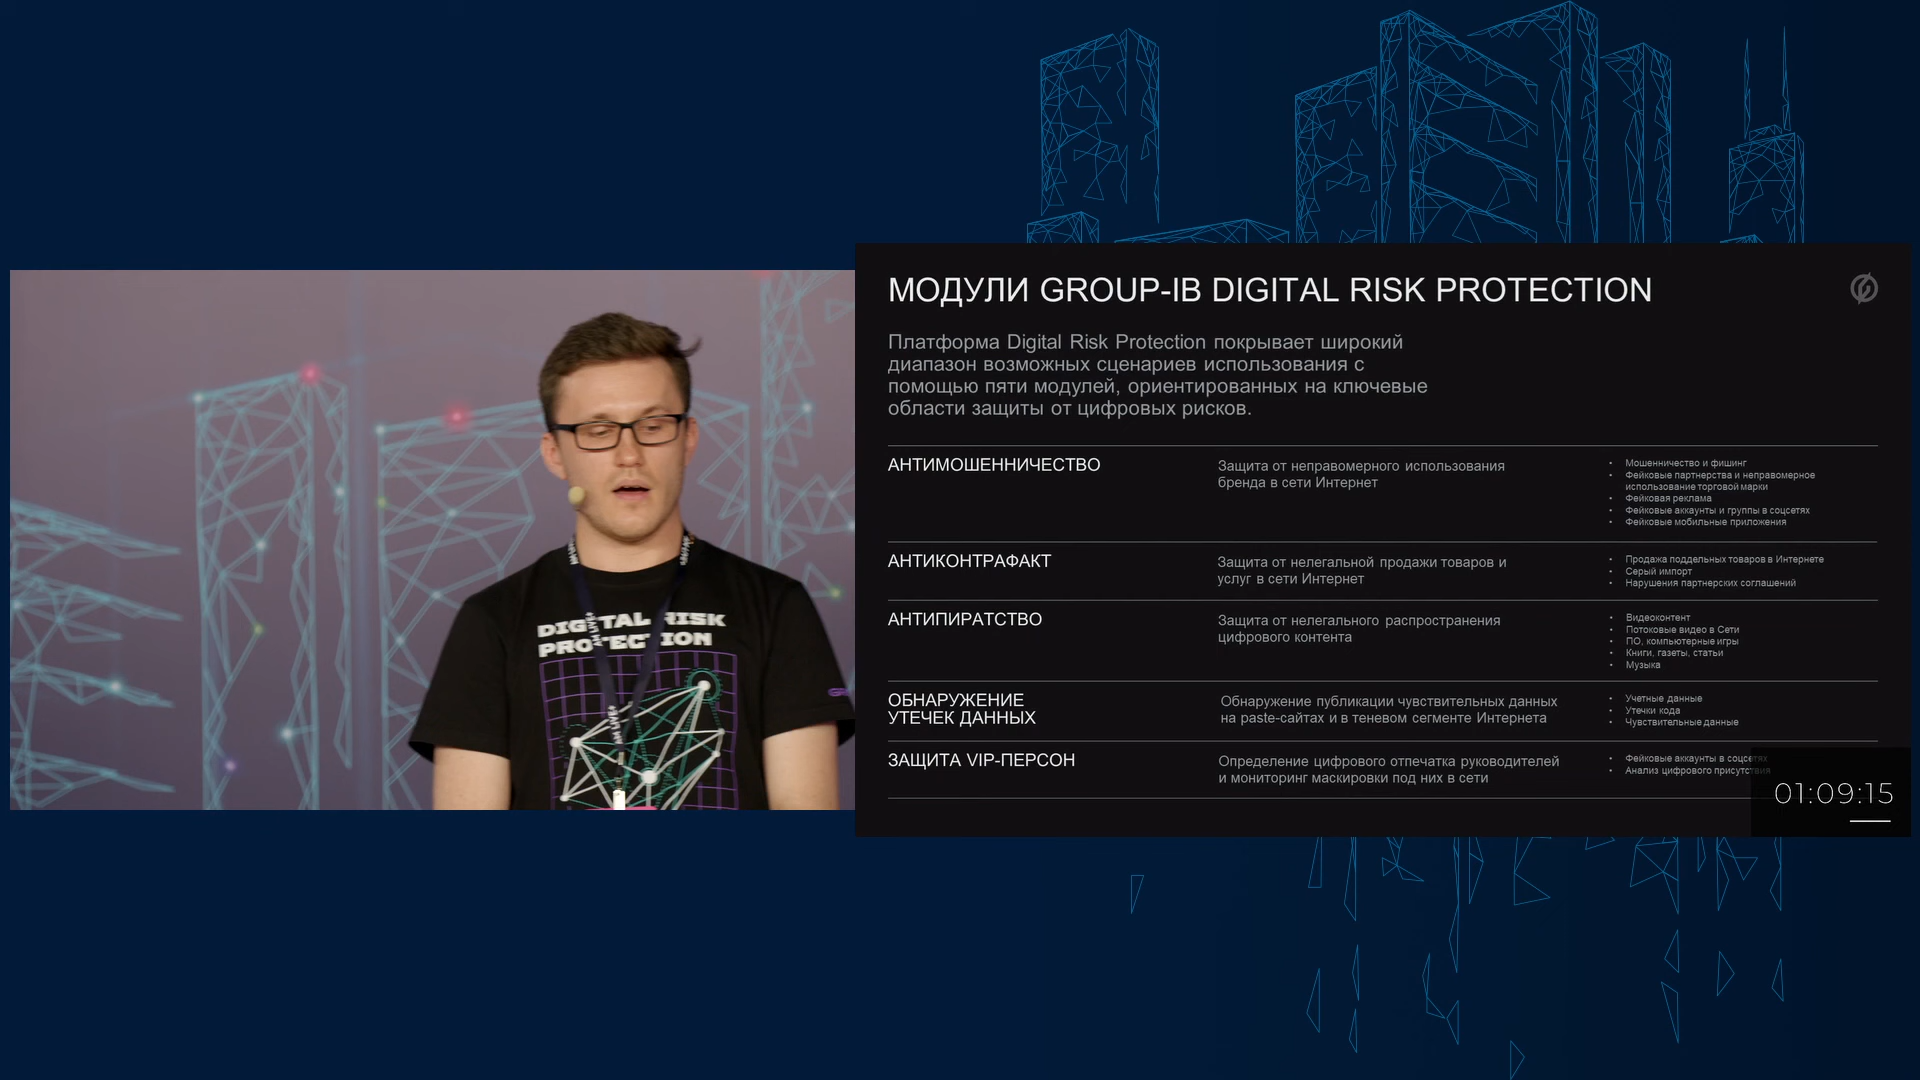 МОДУЛИ GROUP-IB DIGITAL RISK PROTECTION
Платформа Digital Risk Protection покрывает широкий
диапазон возможных сценариев использования с
помощью пяти модулей, ориентированных на ключевые
области защиты от цифровых рисков.
АНТИМОШЕННИЧЕСТВО
Защита от неправомерного использования
бренда в сети Интернет
• Мошенничество и фишинг
• Фейковые партнерства и неправомерное
использование торговой марки
• Фейковая реклама
• Фейковые аккаунты и группы в соцсетях
• Фейковые мобильные приложения
АНТИКОНТРАФАКТ
Защита от нелегальной продажи товаров и
услуг в сети Интернет
• Продажа поддельных товаров в Интернете
• Серый импорт
• Нарушения партнерских соглашений
АНТИПИРАТСТВО
Защита от нелегального распространения
цифрового контента
• Видеоконтент
• Потоковые видео в Сети
• ПО, компьютерные игры
• Книги, газеты, статьи
• Музыка
ОБНАРУЖЕНИЕ
УТЕЧЕК ДАННЫХ
Обнаружение публикации чувствительных данных
на paste-сайтах и в теневом сегменте Интернета
• Учетные данные
• Утечки кода
• Чувствительные данные
ЗАЩИТА VIP-ПЕРСОН
Определение цифрового отпечатка руководителей
и мониторинг маскировки под них в сети
• Фейковые аккаунты в соцсетях
• Анализ цифрового присутствия
01:09:15
DIGITAL RISK
PROTECTION